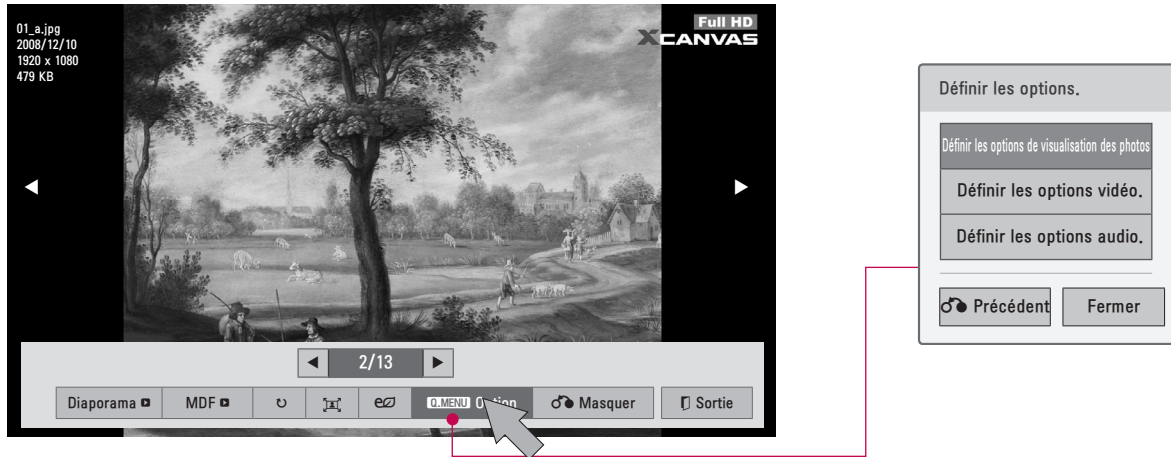 01_a.jpg
2008/12/10
1920 x 1080
479 KB
Full HD
XCANVAS
2/13
Diaporama
MDF
Q.MENU Option
Masquer
Sortie
Définir les options.
Définir les options de visualisation des photos
Définir les options vidéo.
Définir les options audio.
Précédent
Fermer